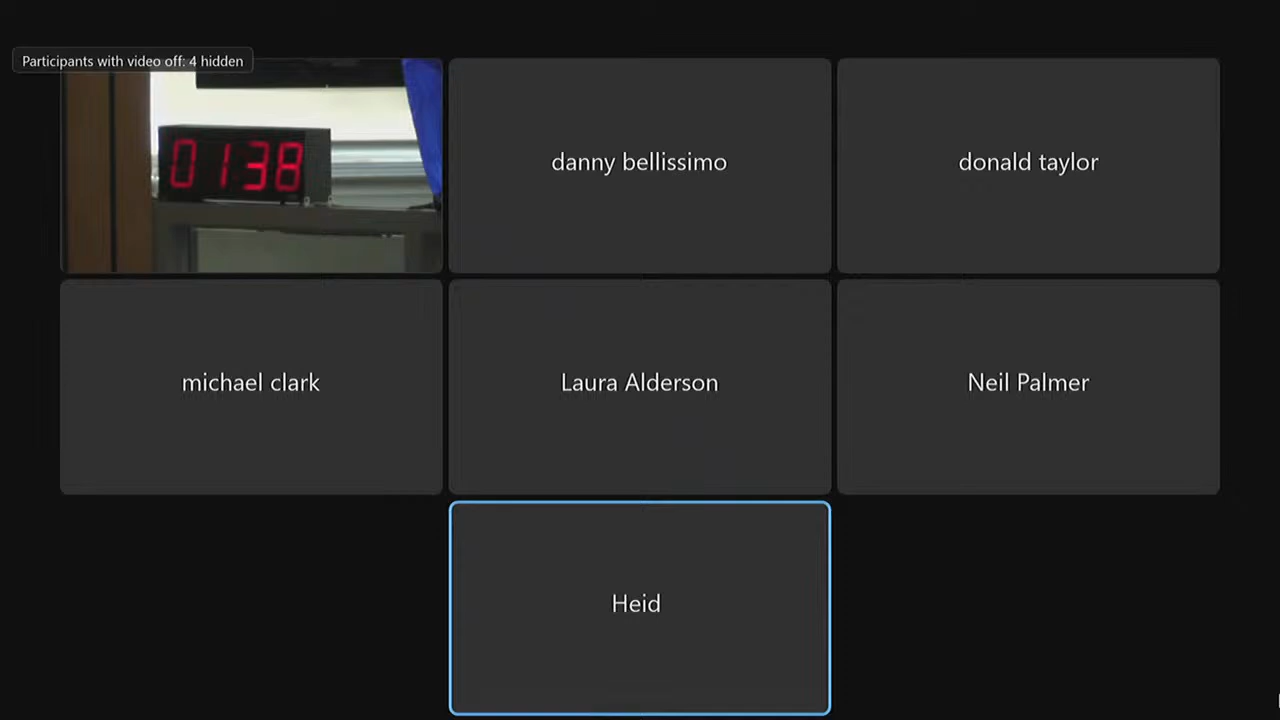 Participants with video off: 4 hidden
0138
danny bellissimo
donald taylor
michael clark
Laura Alderson
Neil Palmer
Heid